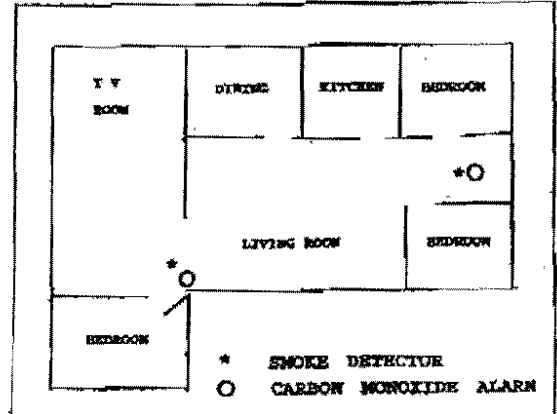 T V
ROOM
DINING
KITCHEN
BEDROOM
*
LIVING ROOM
BEDROOM
*
BEDROOM
* SMOKE DETECTOR
CARBON MONOXIDE ALARM